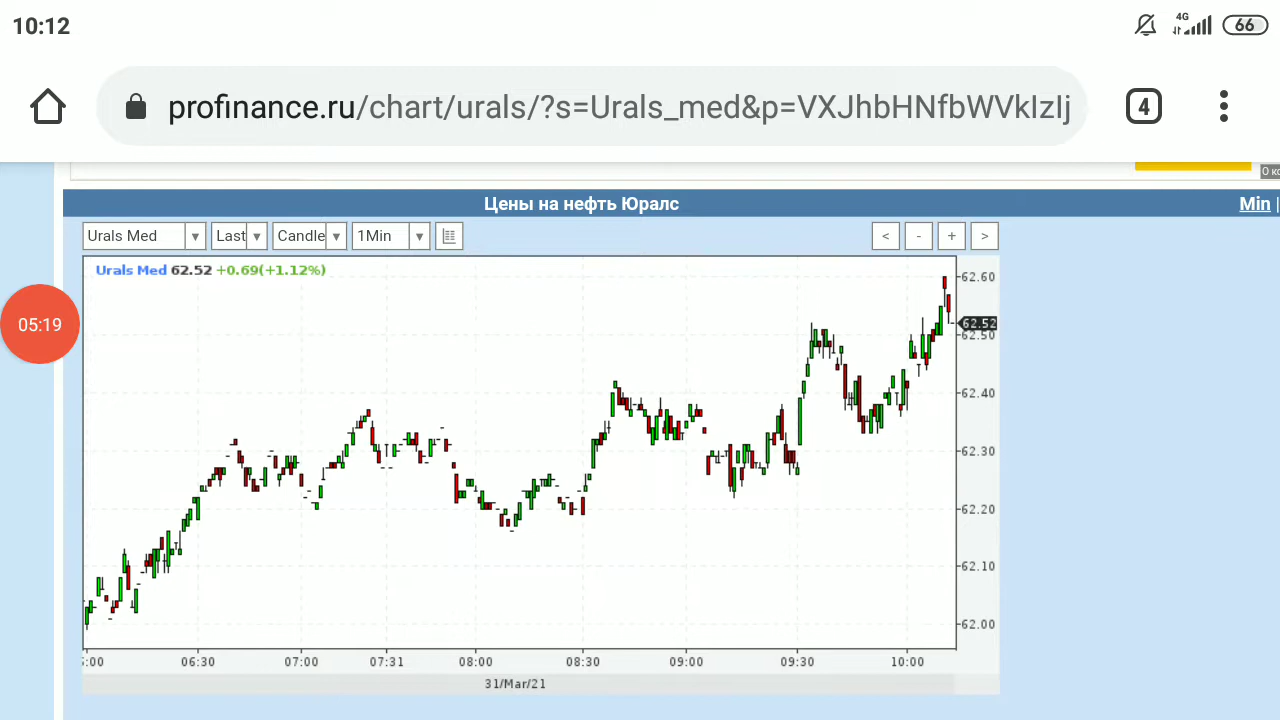 10:12
4G
66
profinance.ru/chart/urals/?s=Urals_med&p=VXJhbHNfbWVkIzIj
4
Цены на нефть Юралс
Min |
Urals Med Last Candle 1Min < - + >
Urals Med 62.52 +0.69(+1.12%)
62.60
05:19
62.52
62.50
62.40
62.30
62.20
62.10
62.00
:00 06:30 07:00 07:31 08:00 08:30 09:00 09:30 10:00
31/Mar/21